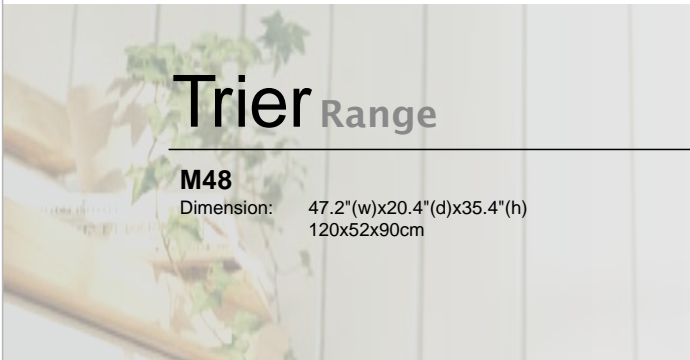 Trier Range
M48
Dimension: 47.2"(w)x20.4"(d)x35.4"(h)
120x52x90cm